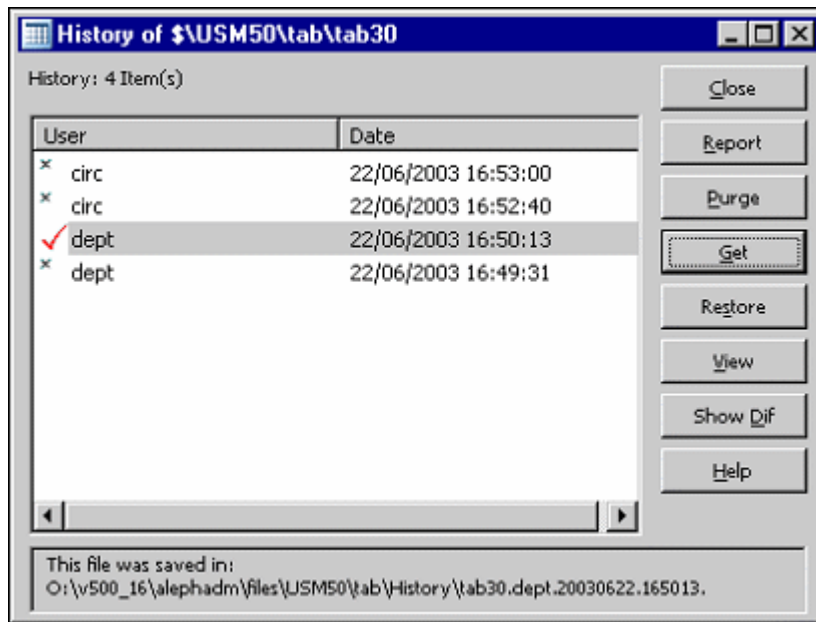 History of $\USM50\tab\tab30
History: 4 Item(s)
User Date
circ 22/06/2003 16:53:00
circ 22/06/2003 16:52:40
dept 22/06/2003 16:50:13
dept 22/06/2003 16:49:31
Close
Report
Purge
Get
Restore
View
Show Dif
Help
This file was saved in:
O:\v500_16\alephadm\files\USM50\tab\History\tab30.dept.20030622.165013.